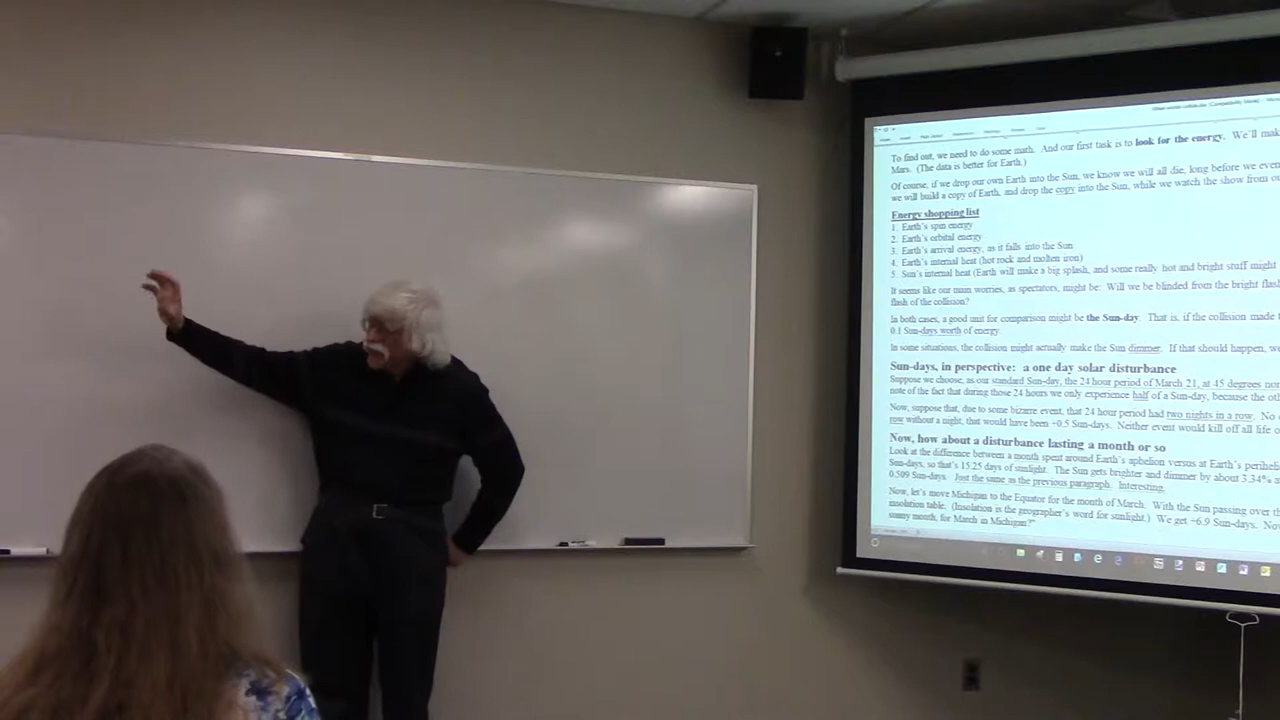 To find out, we need to do some math. And our first task is to look for the energy. We'll mak
Mars. (The data is better for Earth.)
Of course, if we drop our own Earth into the Sun, we know we will all die, long before we even
we will build a copy of Earth, and drop the copy into the Sun, while we watch the show from ou
Energy shopping list
1. Earth's spin energy
2. Earth's orbital energy
3. Earth's arrival energy, as it falls into the Sun
4. Earth's internal heat (hot rock and molten iron)
5. Sun's internal heat (Earth will make a big splash, and some really hot and bright stuff might
It seems like our main worries, as spectators, might be: Will we be blinded from the bright flash
flash of the collision?
In both cases, a good unit for comparison might be the Sun-day. That is, if the collision made t
0.1 Sun-days worth of energy
In some situations, the collision might actually make the Sun dimmer. If that should happen, we
Sun-days, in perspective: a one day solar disturbance
Suppose we choose, as our standard Sun-day, the 24 hour period of March 21, at 45 degrees nor
note of the fact that during those 24 hours we only experience half of a Sun-day, because the oth
Now, suppose that, due to some bizarre event, that 24 hour period had two nights in a row. No
row without a night, that would have been +0.5 Sun-days. Neither event would kill off all life o
Now, how about a disturbance lasting a month or so
Look at the difference between a month spent around Earth's aphelion versus at Earth's periheli
Sun-days, so that's 15.25 days of sunlight. The Sun gets brighter and dimmer by about 3.34% a
0.509 Sun-days. Just the same as the previous paragraph. Interesting.
Now, let's move Michigan to the Equator for the month of March. With the Sun passing over th
insolation table. (Insolation is the geographer's word for sunlight.) We get +6.9 Sun-days. No
sunny month, for March in Michigan?"